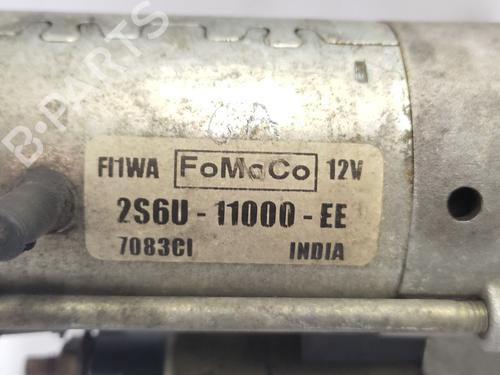 B-PARTS
FI1WA FoMoCo 12V
2S6U - 11000 - EE
7083CI INDIA